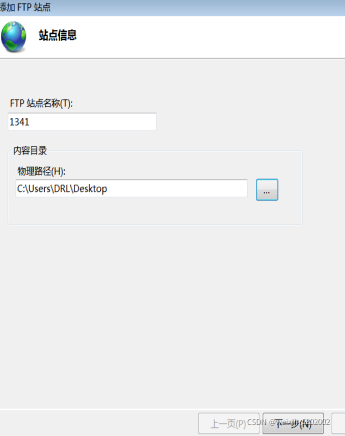 添加 FTP 站点
站点信息
FTP 站点名称(T):
1341
内容目录
物理路径(H):
C:\Users\DRL\Desktop
...
上一页(P)
下一步(N)
CSDN